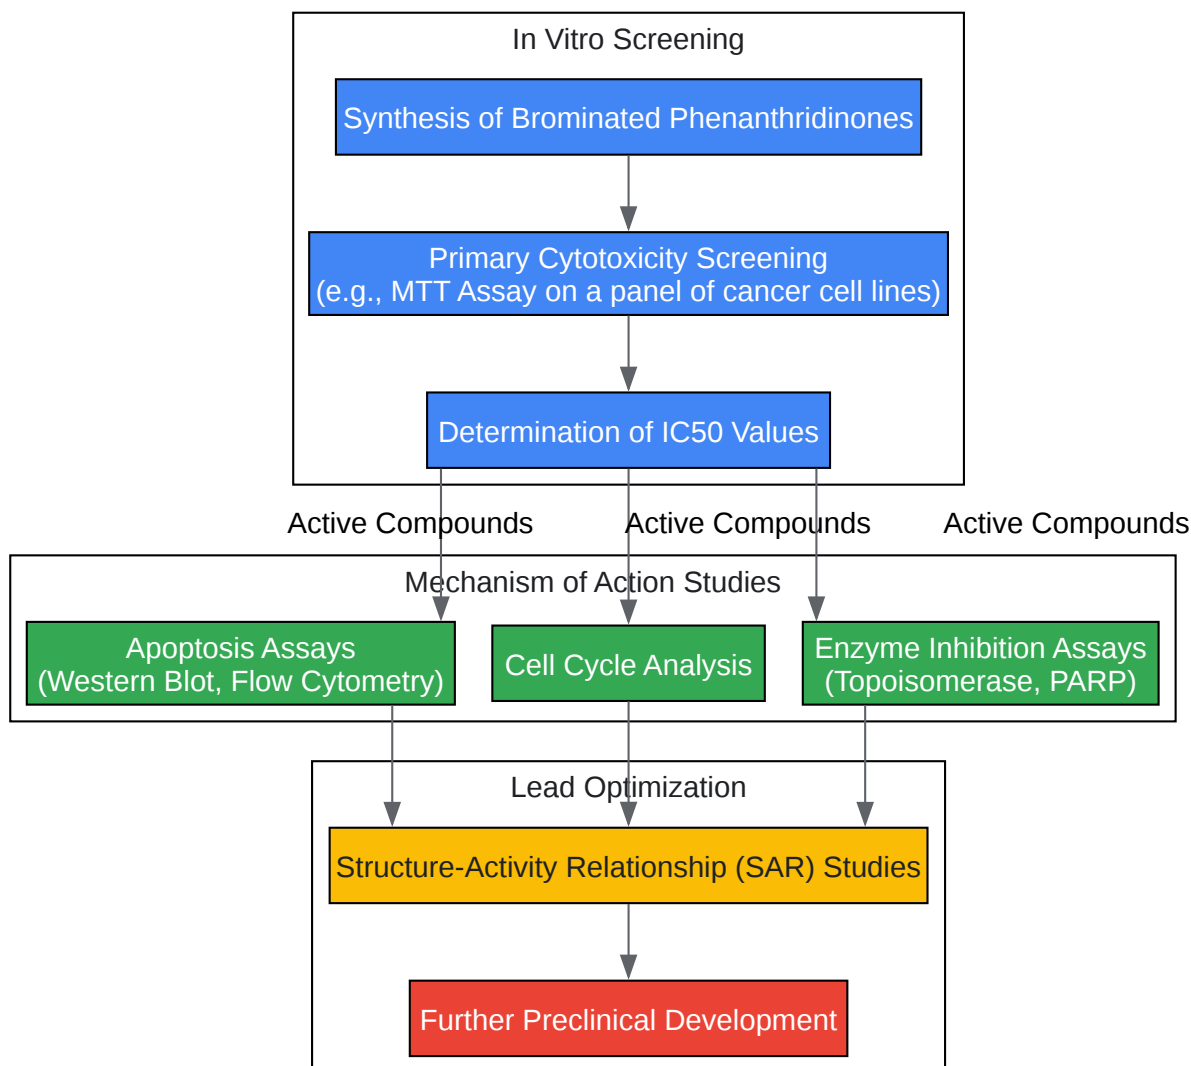 In Vitro Screening
Synthesis of Brominated Phenanthridinones
Primary Cytotoxicity Screening
(e.g., MTT Assay on a panel of cancer cell lines)
Determination of IC50 Values
Active Compounds
Active Compounds
Active Compounds
Mechanism of Action Studies
Apoptosis Assays
(Western Blot, Flow Cytometry)
Cell Cycle Analysis
Enzyme Inhibition Assays
(Topoisomerase, PARP)
Lead Optimization
Structure-Activity Relationship (SAR) Studies
Further Preclinical Development